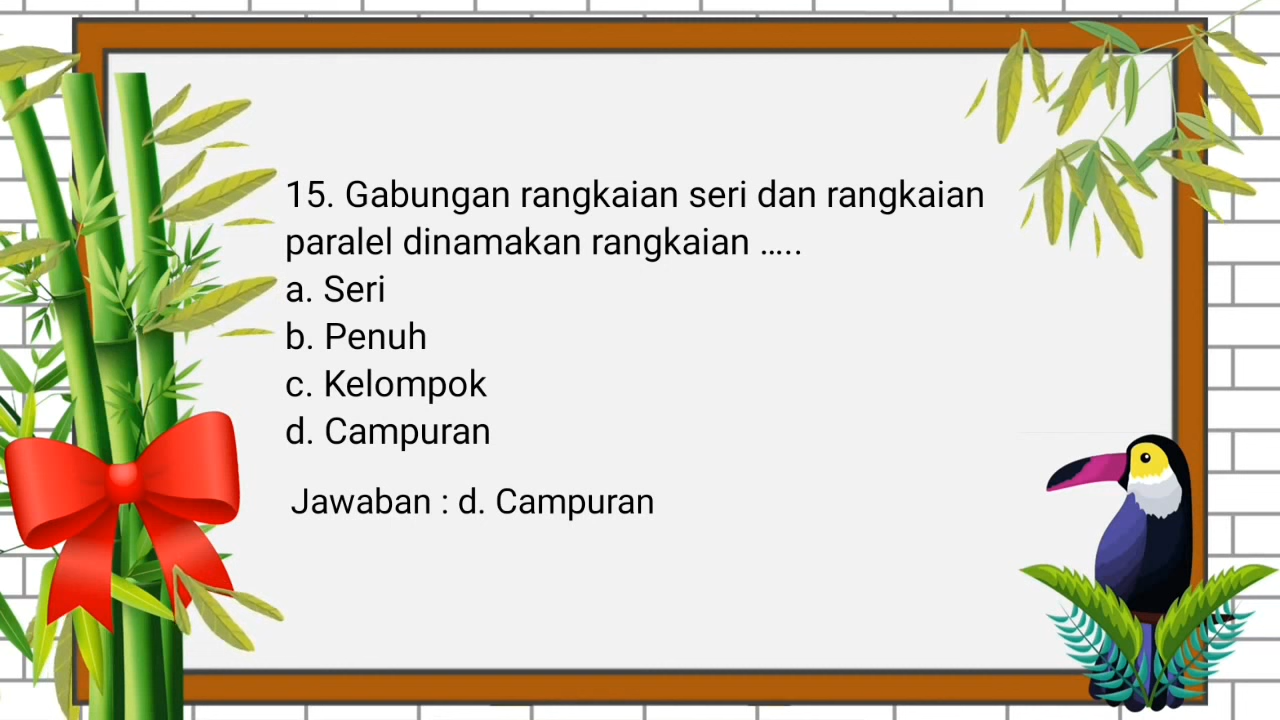 15. Gabungan rangkaian seri dan rangkaian
paralel dinamakan rangkaian .....
a. Seri
b. Penuh
c. Kelompok
d. Campuran
Jawaban : d. Campuran